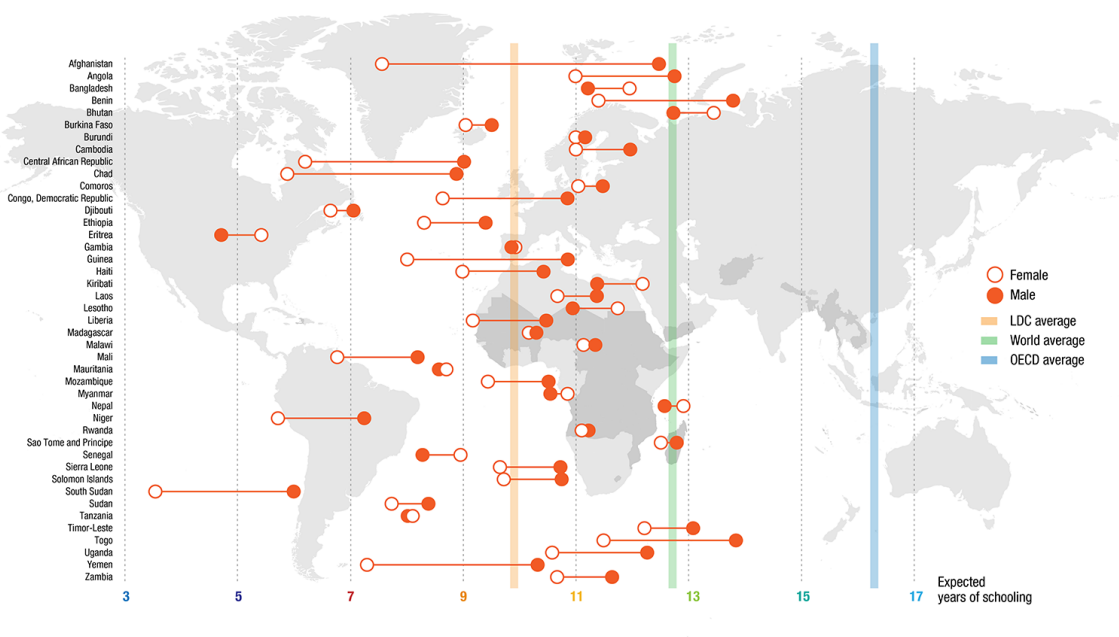 Afghanistan
Angola
Bangladesh
Benin
Bhutan
Burkina Faso
Burundi
Cambodia
Central African Republic
Chad
Comoros
Congo, Democratic Republic
Djibouti
Ethiopia
Eritrea
Gambia
Guinea
Haiti
Kiribati
Laos
Lesotho
Liberia
Madagascar
Malawi
Mali
Mauritania
Mozambique
Myanmar
Nepal
Niger
Rwanda
Sao Tome and Principe
Senegal
Sierra Leone
Solomon Islands
South Sudan
Sudan
Tanzania
Timor-Leste
Togo
Uganda
Yemen
Zambia
3 5 7 9 11 13 15 17
Expected
years of schooling
Female
Male
LDC average
World average
OECD average